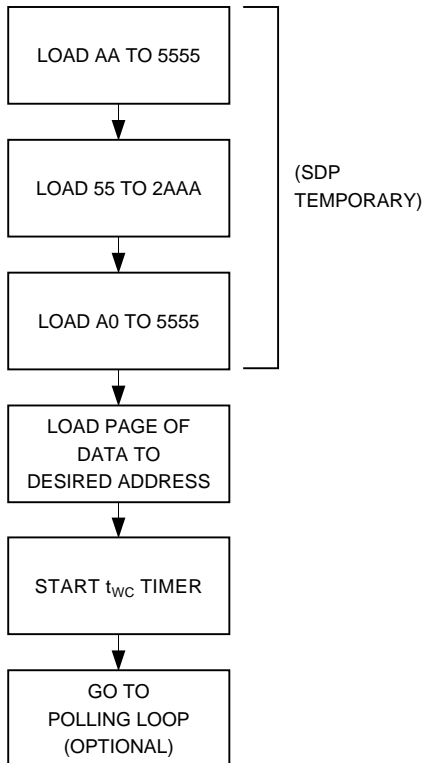 LOAD AA TO 5555
LOAD 55 TO 2AAA
(SDP
TEMPORARY)
LOAD A0 TO 5555
LOAD PAGE OF
DATA TO
DESIRED ADDRESS
START tWC TIMER
GO TO
POLLING LOOP
(OPTIONAL)